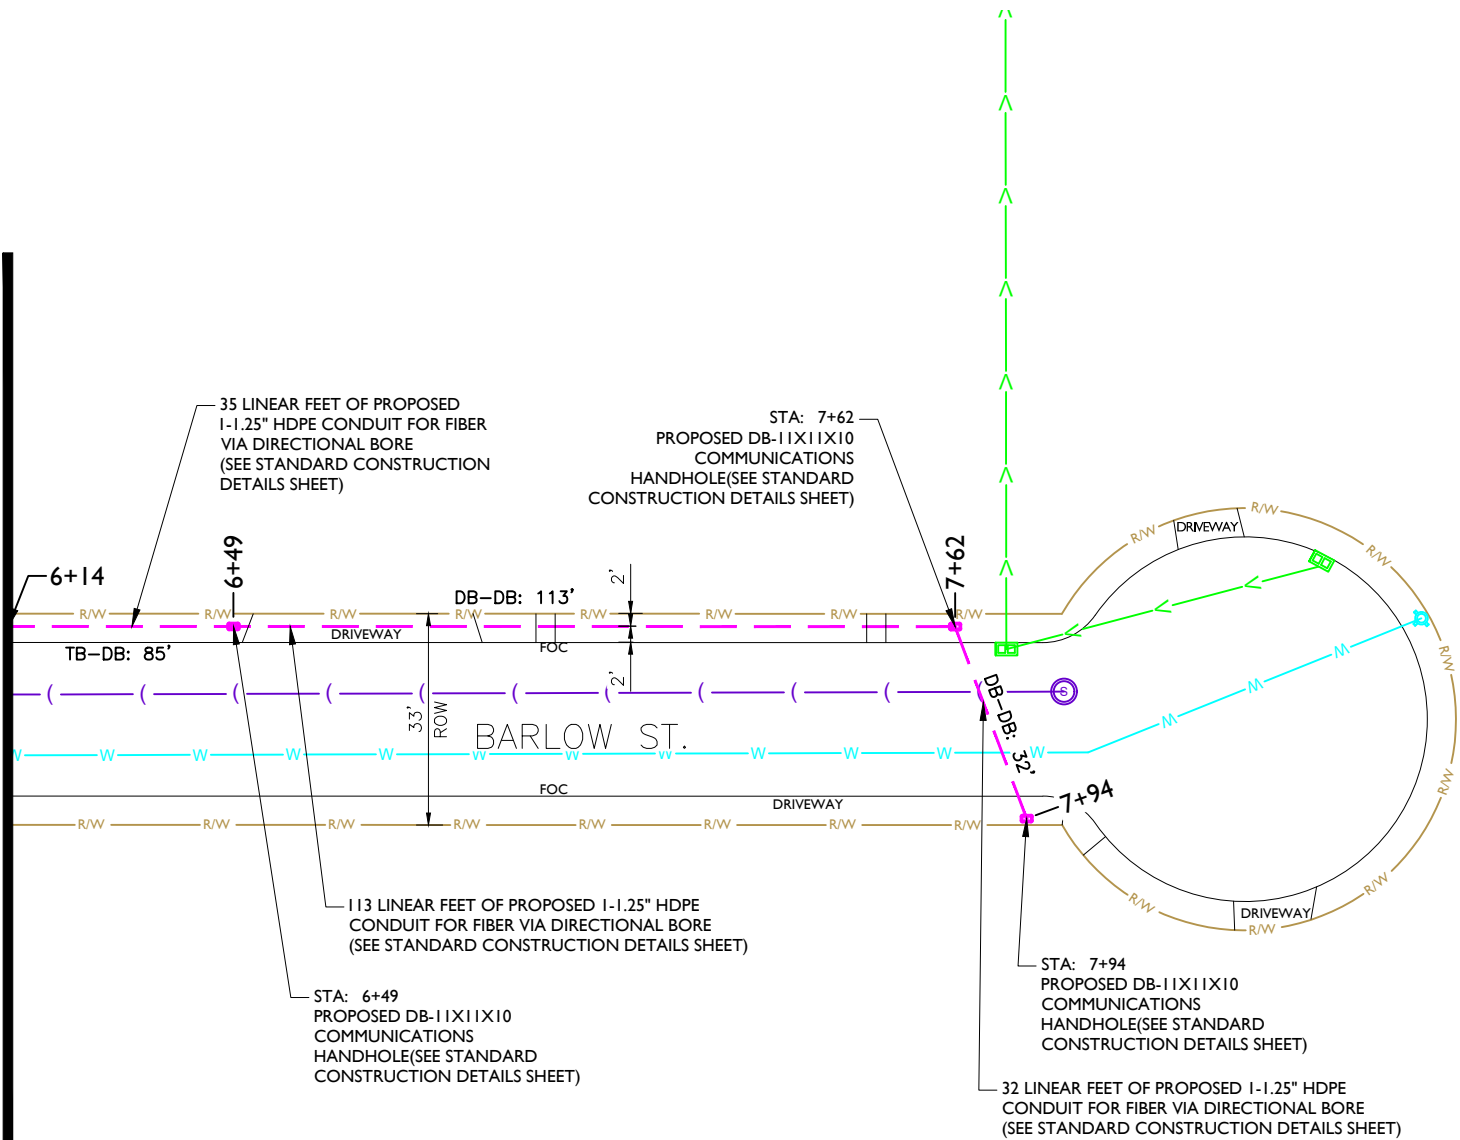 35 LINEAR FEET OF PROPOSED
1-1.25" HDPE CONDUIT FOR FIBER
VIA DIRECTIONAL BORE
(SEE STANDARD CONSTRUCTION
DETAILS SHEET)
STA: 7+62
PROPOSED DB-11X11X10
COMMUNICATIONS
HANDHOLE(SEE STANDARD
CONSTRUCTION DETAILS SHEET)
6+14
6+49
7+62
2'
DB-DB: 113'
R/W R/W R/W R/W R/W R/W R/W R/W
DRIVEWAY
FOC
TB-DB: 85'
2'
S
33'
ROW
BARLOW ST.
DB-DB: 32'
W W W W W W W W W W W W
W W W
FOC
DRIVEWAY
7+94
R/W R/W R/W R/W R/W R/W R/W R/W
R/W R/W R/W R/W R/W R/W R/W R/W R/W
DRIVEWAY
DRIVEWAY
113 LINEAR FEET OF PROPOSED 1-1.25" HDPE
CONDUIT FOR FIBER VIA DIRECTIONAL BORE
(SEE STANDARD CONSTRUCTION DETAILS SHEET)
STA: 6+49
PROPOSED DB-11X11X10
COMMUNICATIONS
HANDHOLE(SEE STANDARD
CONSTRUCTION DETAILS SHEET)
STA: 7+94
PROPOSED DB-11X11X10
COMMUNICATIONS
HANDHOLE(SEE STANDARD
CONSTRUCTION DETAILS SHEET)
32 LINEAR FEET OF PROPOSED 1-1.25" HDPE
CONDUIT FOR FIBER VIA DIRECTIONAL BORE
(SEE STANDARD CONSTRUCTION DETAILS SHEET)